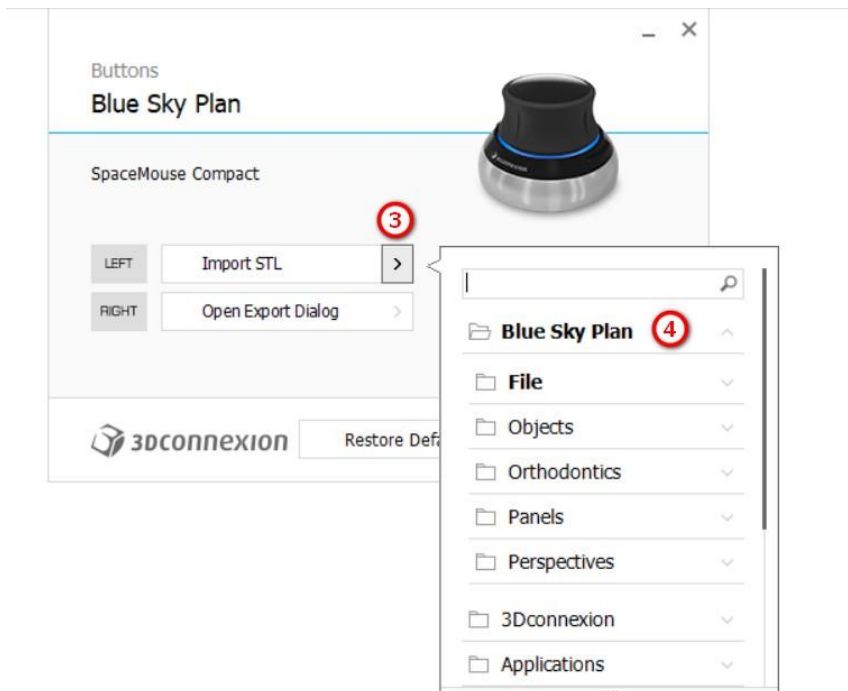 Buttons
Blue Sky Plan
SpaceMouse Compact
3
LEFT Import STL >
RIGHT Open Export Dialog >
3Dconnexion
Restore Defa
Blue Sky Plan 4
File
Objects
Orthodontics
Panels
Perspectives
3Dconnexion
Applications